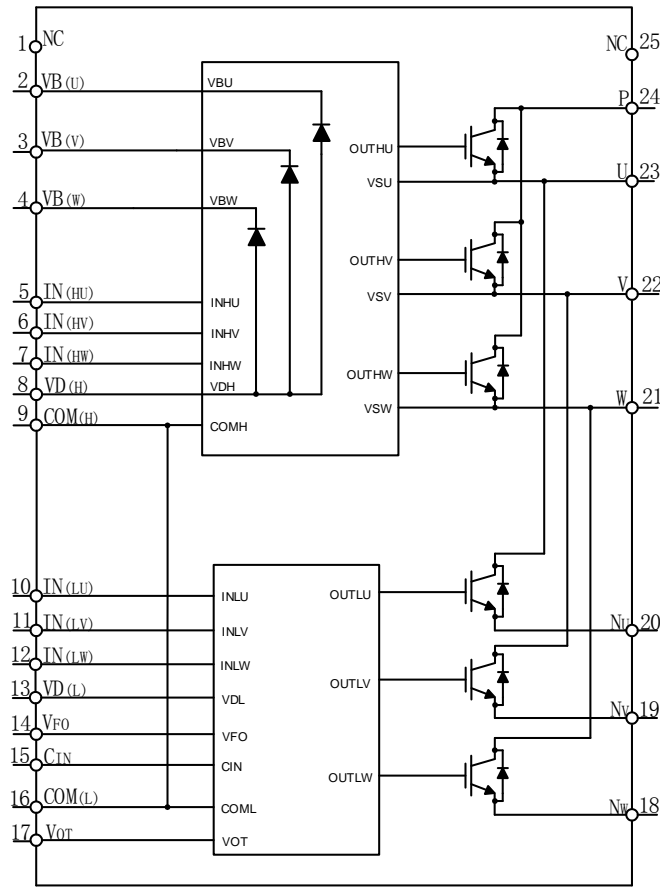 1 NC
2 VB(U)
3 VB(V)
4 VB(W)
5 IN(HU)
6 IN(HV)
7 IN(HW)
8 VD(H)
9 COM(H)
10 IN(LU)
11 IN(LV)
12 IN(LW)
13 VD(L)
14 VFO
15 CIN
16 COM(L)
17 VOT
VBU
VBV
VBW
INHU
INHV
INHW
VDH
COMH
OUTHU
VSU
OUTHV
VSV
OUTHW
VSW
INLU
INLV
INLW
VDL
VFO
CIN
COML
VOT
OUTLU
OUTLV
OUTLW
NC 25
P 24
U 23
V 22
W 21
NU 20
NV 19
NW 18